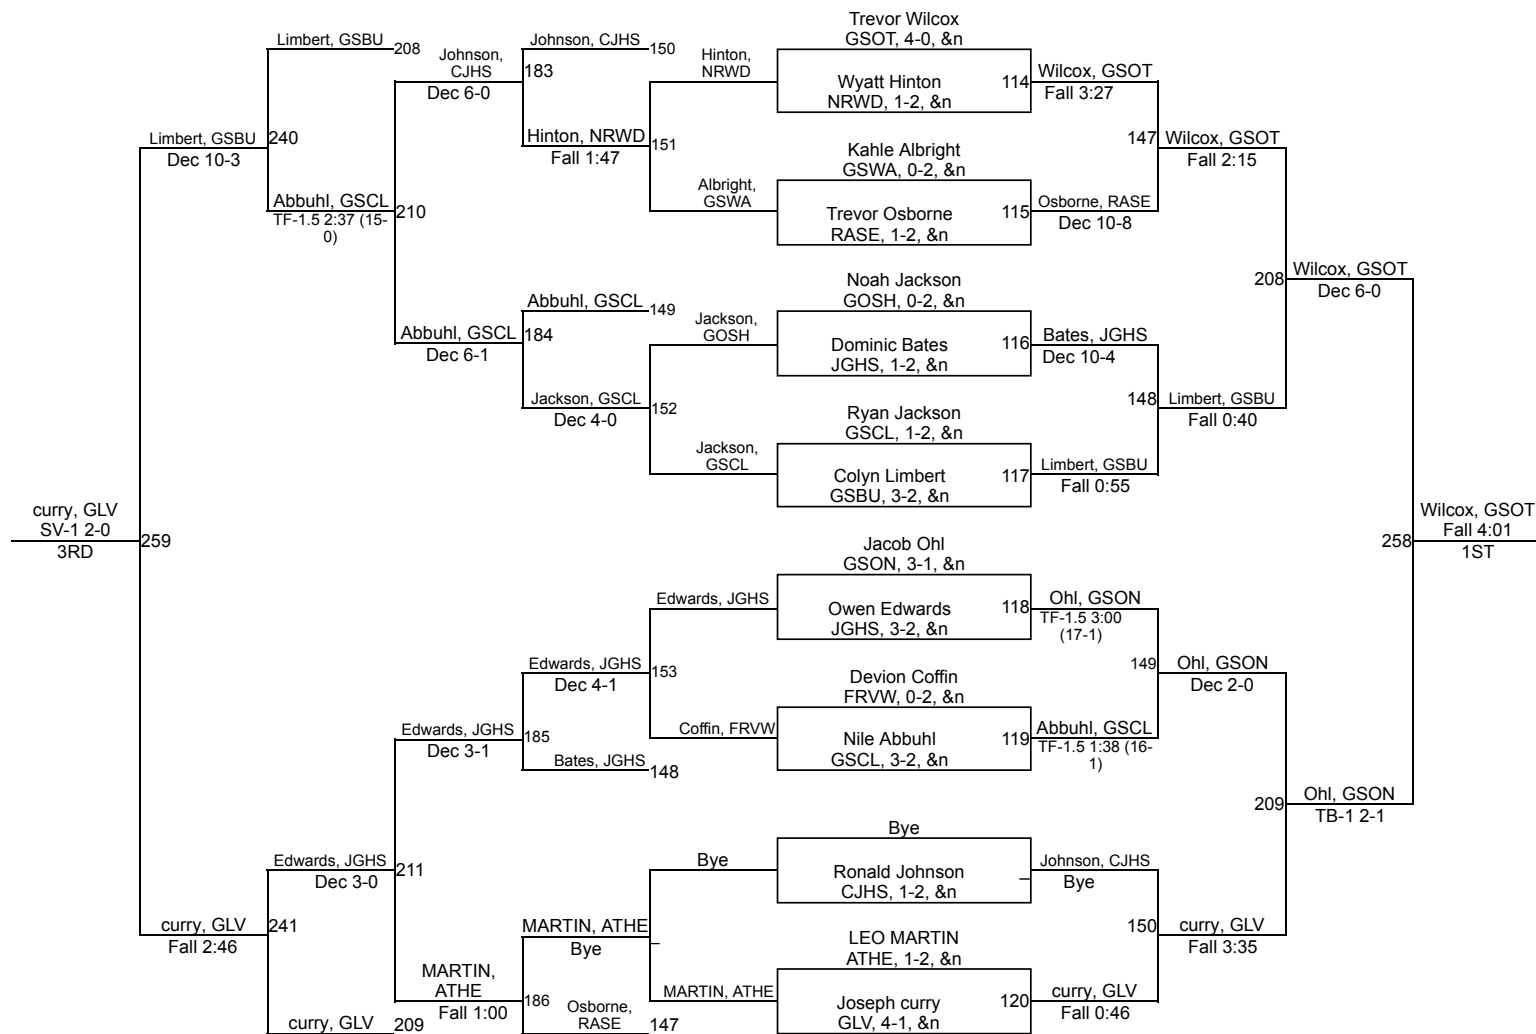 Limbert, GSBU
208
Limbert, GSBU
Dec 10-3
240
Abbuhl, GSCL
TF-1.5 2:37 (15-
0)
Johnson,
CJHS
Dec 6-0
210
Abbuhl, GSCL
Dec 6-1
Johnson, CJHS
150
183
Hinton, NRWD
Fall 1:47
Abbuhl, GSCL
149
184
Jackson, GSCL
Dec 4-0
Hinton,
NRWD
151
Albright,
GSWA
Jackson,
GOSH
152
Jackson,
GSCL
Trevor Wilcox
GSOT, 4-0, &n
Wyatt Hinton
NRWD, 1-2, &n
114
Kahle Albright
GSWA, 0-2, &n
Trevor Osborne
RASE, 1-2, &n
115
Noah Jackson
GOSH, 0-2, &n
Dominic Bates
JGHS, 1-2, &n
116
Ryan Jackson
GSCL, 1-2, &n
Colyn Limbert
GSBU, 3-2, &n
117
Wilcox, GSOT
Fall 3:27
147
Osborne, RASE
Dec 10-8
Bates, JGHS
Dec 10-4
148
Limbert, GSBU
Fall 0:55
Wilcox, GSOT
Fall 2:15
208
Limbert, GSBU
Fall 0:40
Wilcox, GSOT
Dec 6-0
curry, GLV
SV-1 2-0
3RD
259
258
Wilcox, GSOT
Fall 4:01
1ST
curry, GLV
Fall 2:46
Edwards, JGHS
Dec 3-0
241
curry, GLV
209
Edwards, JGHS
Dec 3-1
211
MARTIN,
ATHE
Fall 1:00
Edwards, JGHS
Dec 4-1
185
Bates, JGHS
148
MARTIN, ATHE
Bye
186
Osborne,
RASE
147
Edwards, JGHS
153
Coffin, FRVW
Bye
MARTIN, ATHE
Jacob Ohl
GSON, 3-1, &n
Owen Edwards
JGHS, 3-2, &n
118
Devion Coffin
FRVW, 0-2, &n
Nile Abbuhl
GSCL, 3-2, &n
119
Bye
Ronald Johnson
CJHS, 1-2, &n
LEO MARTIN
ATHE, 1-2, &n
Joseph curry
GLV, 4-1, &n
120
Ohl, GSON
TF-1.5 3:00
(17-1)
149
Abbuhl, GSCL
TF-1.5 1:38 (16-
1)
Johnson, CJHS
Bye
150
curry, GLV
Fall 0:46
Ohl, GSON
Dec 2-0
209
curry, GLV
Fall 3:35
Ohl, GSON
TB-1 2-1